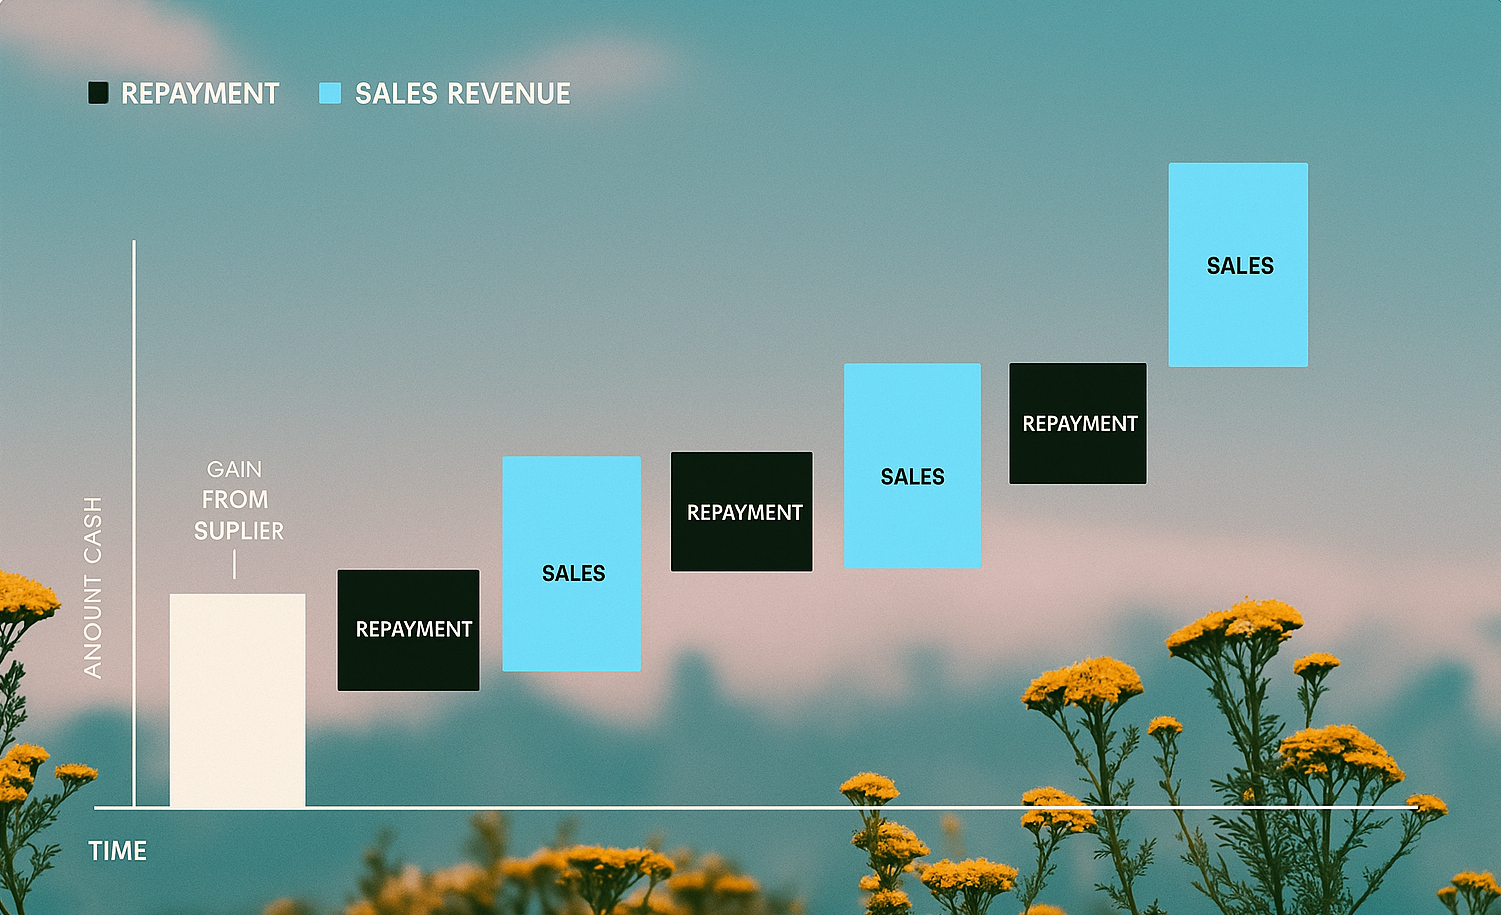 REPAYMENT SALES REVENUE
SALES
REPAYMENT
GAIN
FROM
SUPLIER
SALES
REPAYMENT
ANOUNT CASH
SALES
REPAYMENT
TIME